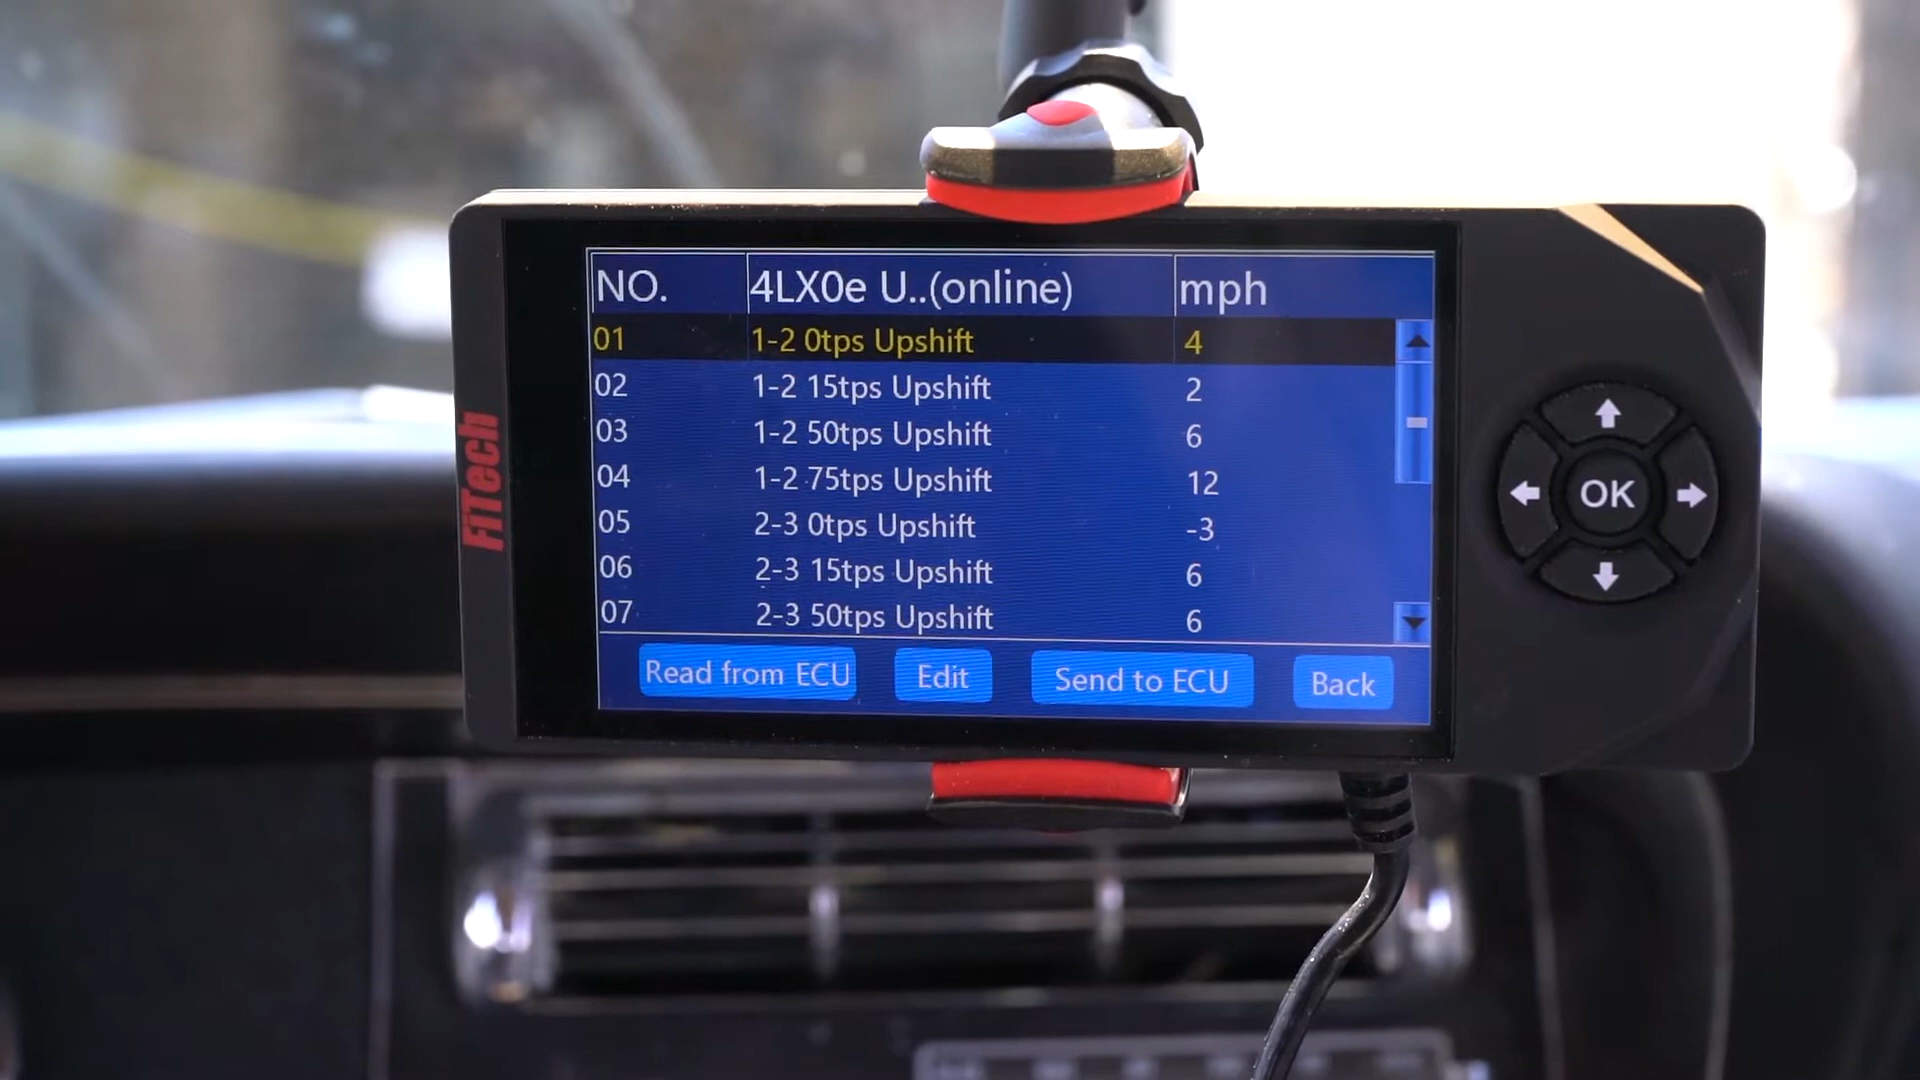 NO. 4LX0e U..(online) mph
01 1-2 0tps Upshift 4
02 1-2 15tps Upshift 2
03 1-2 50tps Upshift 6
04 1-2 75tps Upshift 12
05 2-3 0tps Upshift -3
06 2-3 15tps Upshift 6
07 2-3 50tps Upshift 6
Read from ECU Edit Send to ECU Back
FiTech
OK